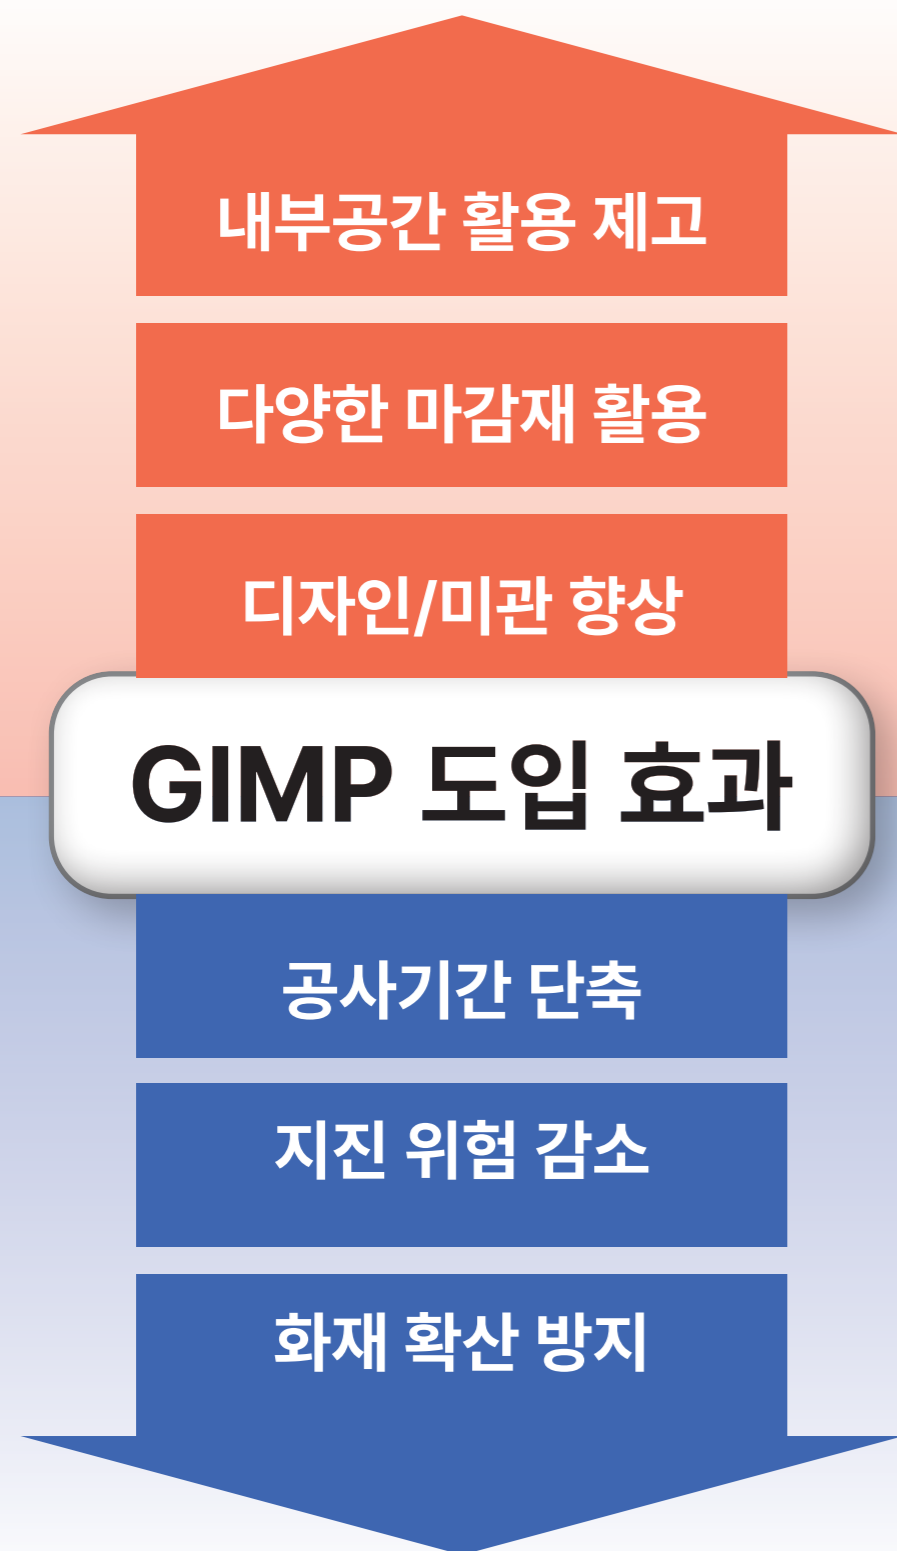 내부공간 활용 제고
다양한 마감재 활용
디자인/미관 향상
GIMP 도입 효과
공사기간 단축
지진 위험 감소
화재 확산 방지